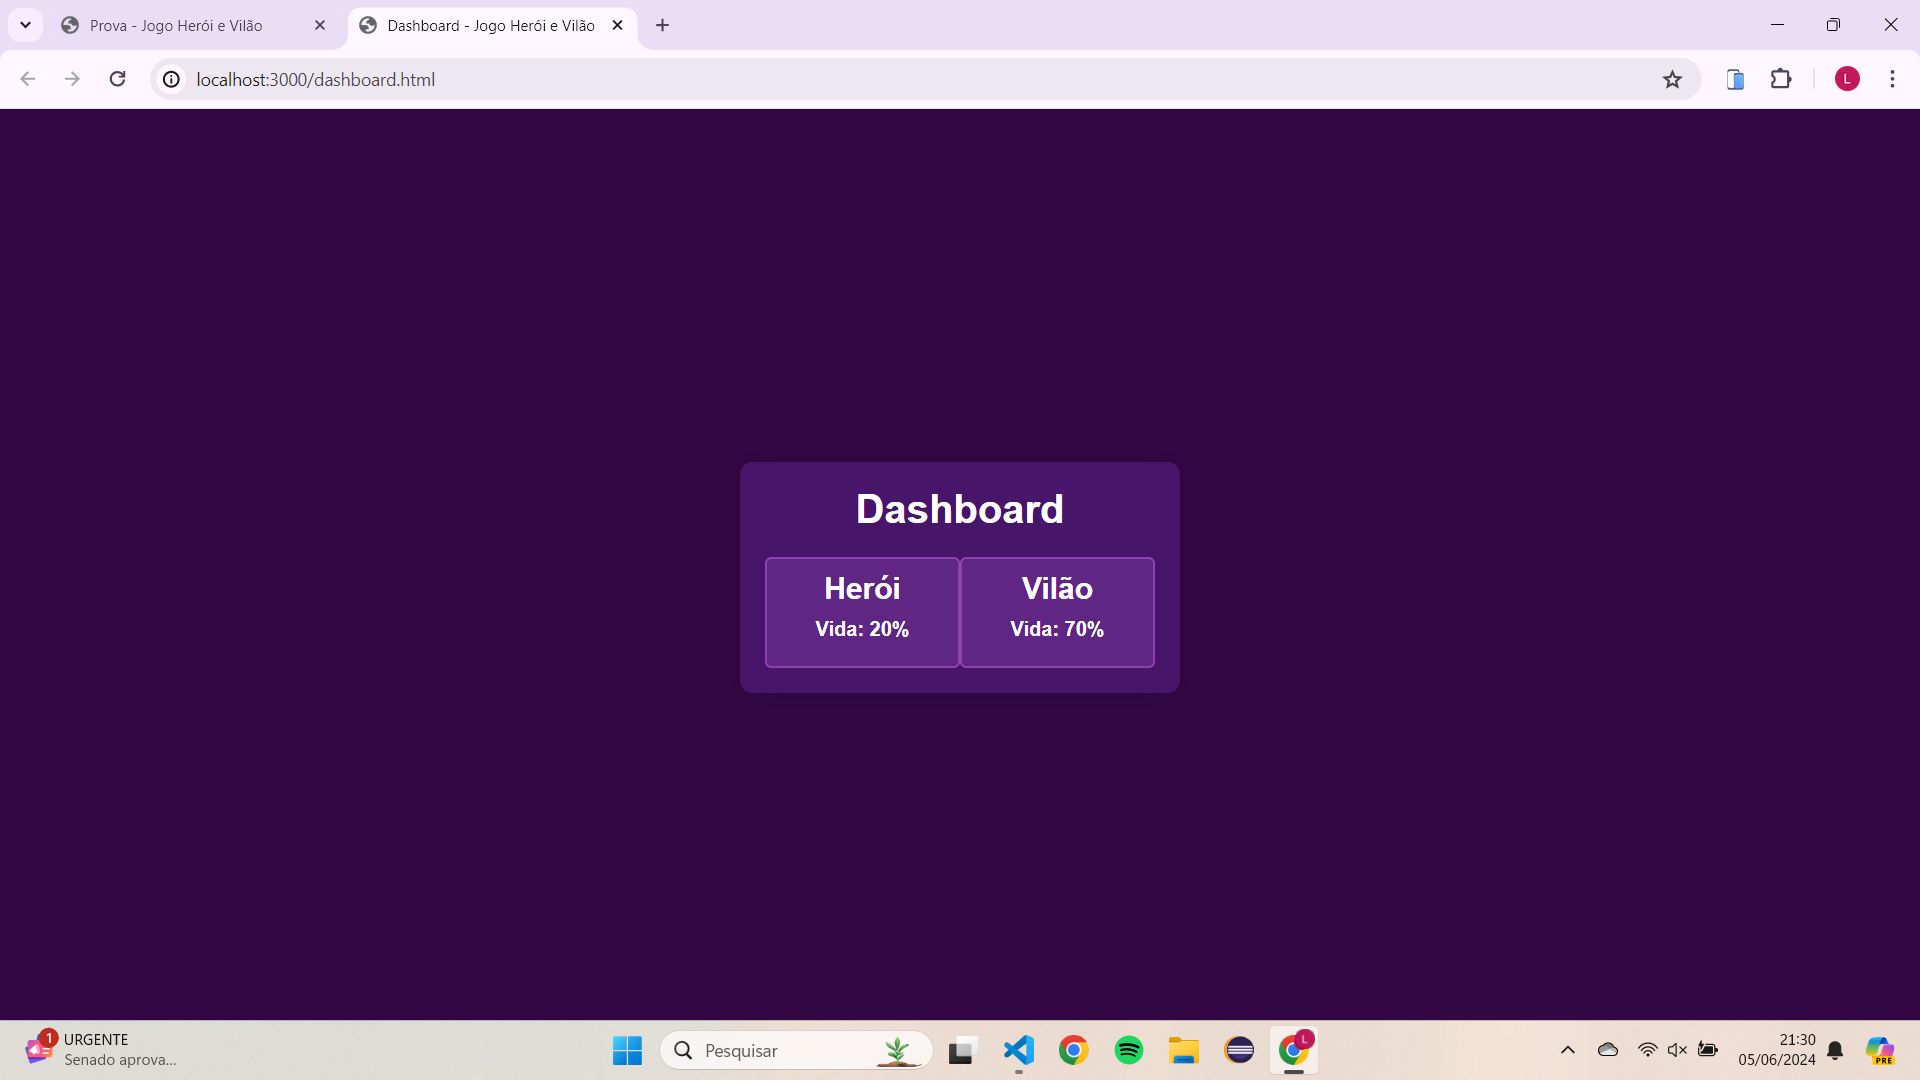 Prova - Jogo Herói e Vilão
Dashboard - Jogo Herói e Vilão
localhost:3000/dashboard.html
L
Dashboard
Herói
Vida: 20%
Vilão
Vida: 70%
1
URGENTE
Senado aprova...
Pesquisar
L
21:30
05/06/2024
PRE